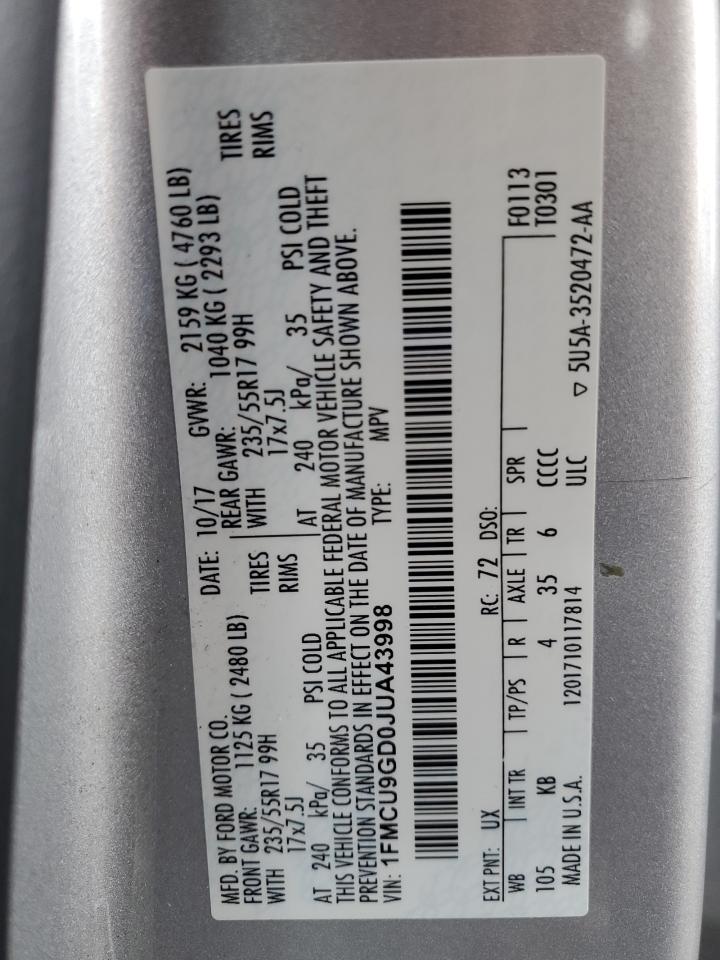 MFD. BY FORD MOTOR CO.
DATE: 10/17 GVWR: 2159 KG ( 4760 LB)
FRONT GAWR: 1125 KG ( 2480 LB) REAR GAWR: 1040 KG ( 2293 LB)
WITH 235/55R17 99H TIRES WITH 235/55R17 99H TIRES
17x7.5J RIMS 17x7.5J RIMS
AT 240 kPa/ 35 PSI COLD AT 240 kPa/ 35 PSI COLD
THIS VEHICLE CONFORMS TO ALL APPLICABLE FEDERAL MOTOR VEHICLE SAFETY AND THEFT
PREVENTION STANDARDS IN EFFECT ON THE DATE OF MANUFACTURE SHOWN ABOVE.
VIN: 1FMCU9GD0JUA43998 TYPE: MPV
EXT PNT: UX RC: 72 DSO: F0113
WB INT TR TP/PS R AXLE TR SPR T0301
105 KB 4 35 6 CCCC
MADE IN U.S.A. 1201710117814 ULC ▽ 5U5A-3520472-AA